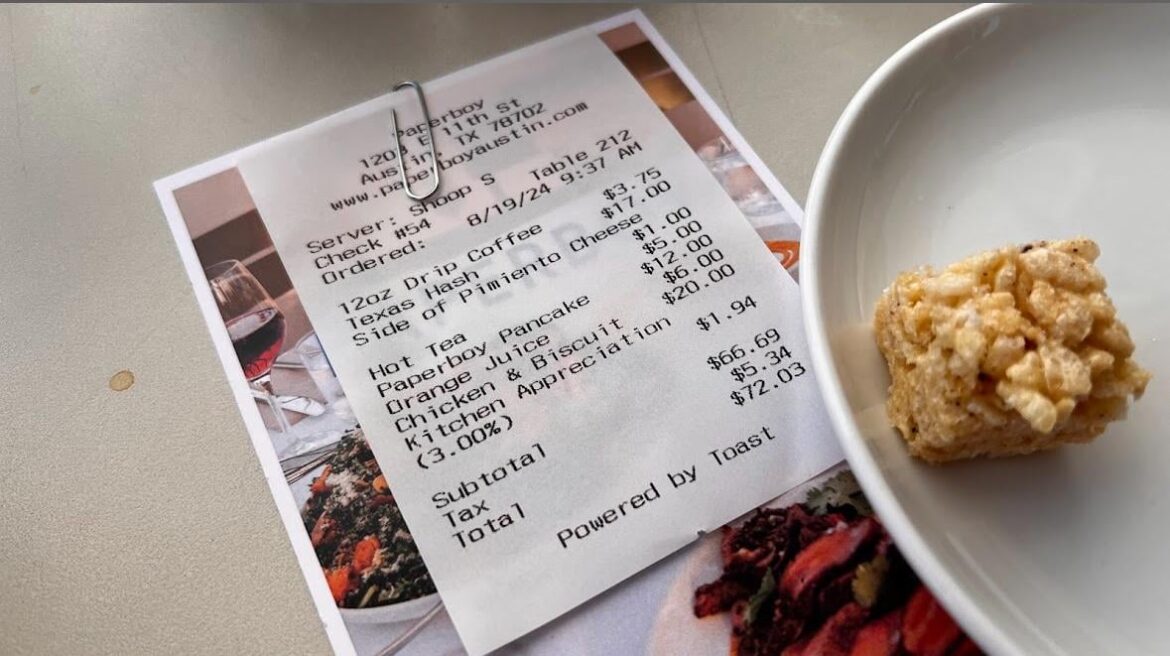 Paperboy
1203 E 11th St
Austin, TX 78702
www.paperboyaustin.com
Server: Shoop S Table 212
Check #54
Ordered: 8/19/24 9:37 AM
12oz Drip Coffee $3.75
Texas Hash $17.00
Side of Pimiento Cheese $1.00
Hot Tea $5.00
Paperboy Pancake $12.00
Orange Juice $6.00
Chicken & Biscuit $20.00
Kitchen Appreciation $1.94
(3.00%)
Subtotal $66.69
Tax $5.34
Total $72.03
Powered by Toast